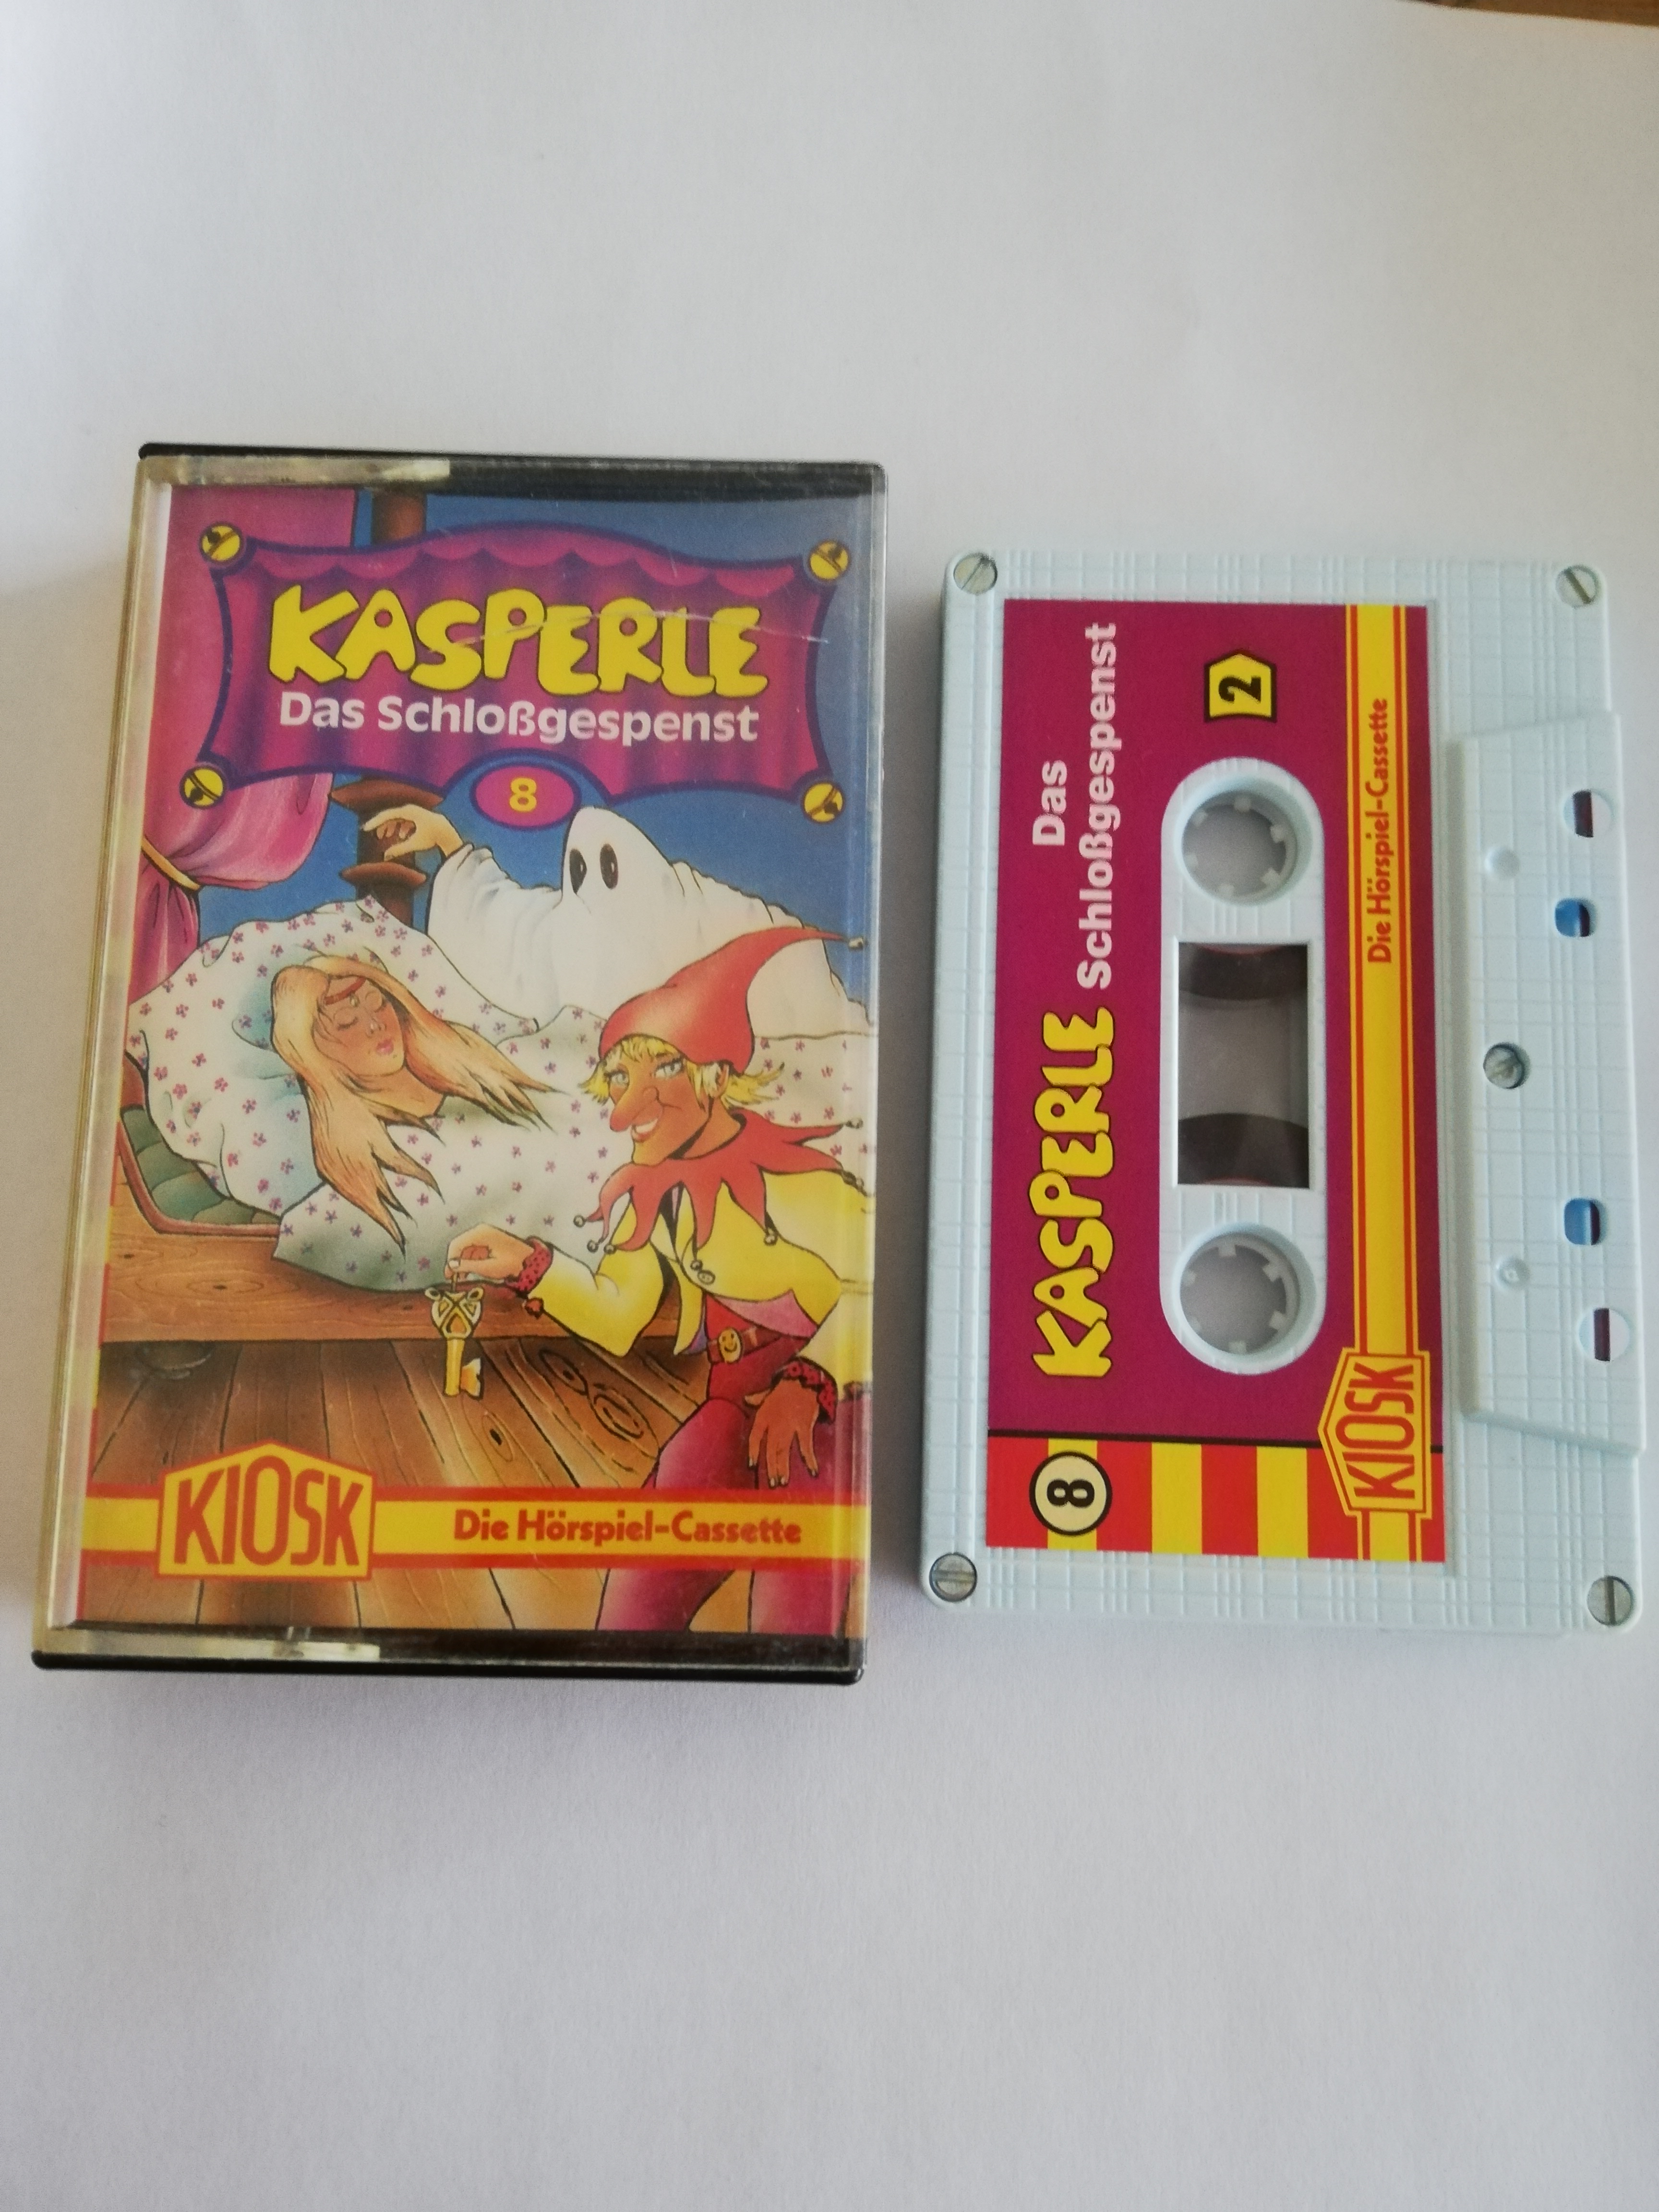 KASPERLE
Das Schloßgespenst
8
KIOSK
Die Hörspiel-Cassette
8
KASPERLE
Das
Schloßgespenst
2
KIOSK
Die Hörspiel-Cassette